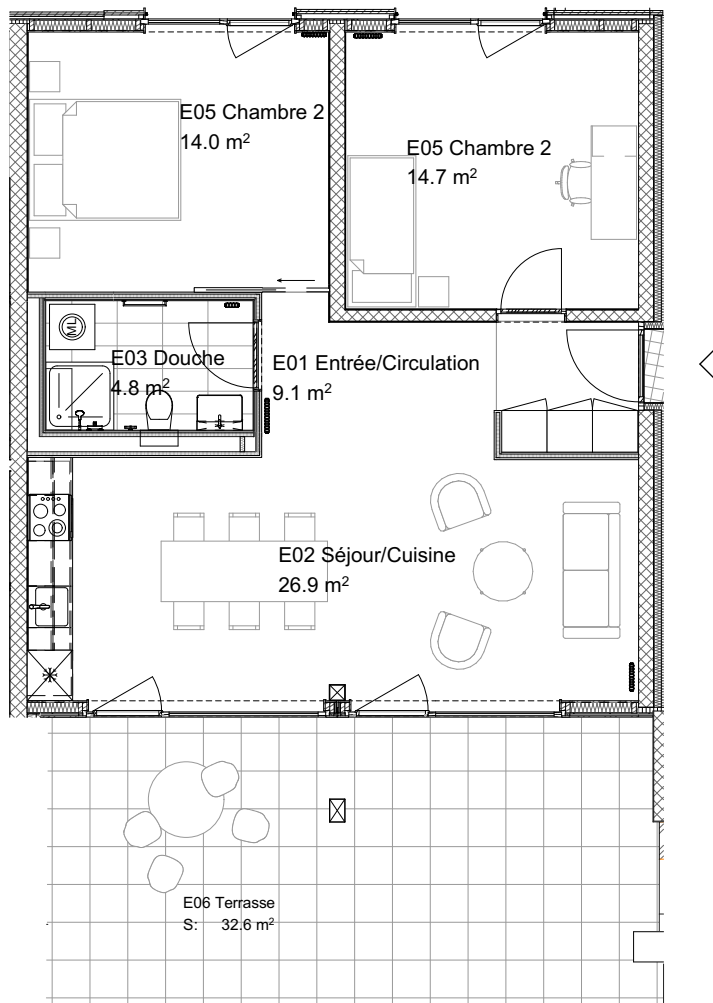 E05 Chambre 2
14.0 m²
E05 Chambre 2
14.7 m²
ML
E03 Douche
4.8 m²
E01 Entrée/Circulation
9.1 m²
E02 Séjour/Cuisine
26.9 m²
E06 Terrasse
S: 32.6 m²